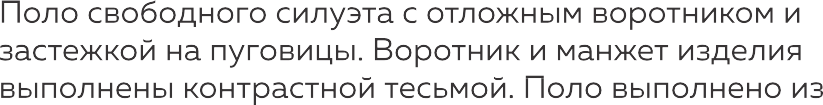 Поло свободного силуэта с отложным воротником и
застежкой на пуговицы. Воротник и манжет изделия
выполнены контрастной тесьмой. Поло выполнено из